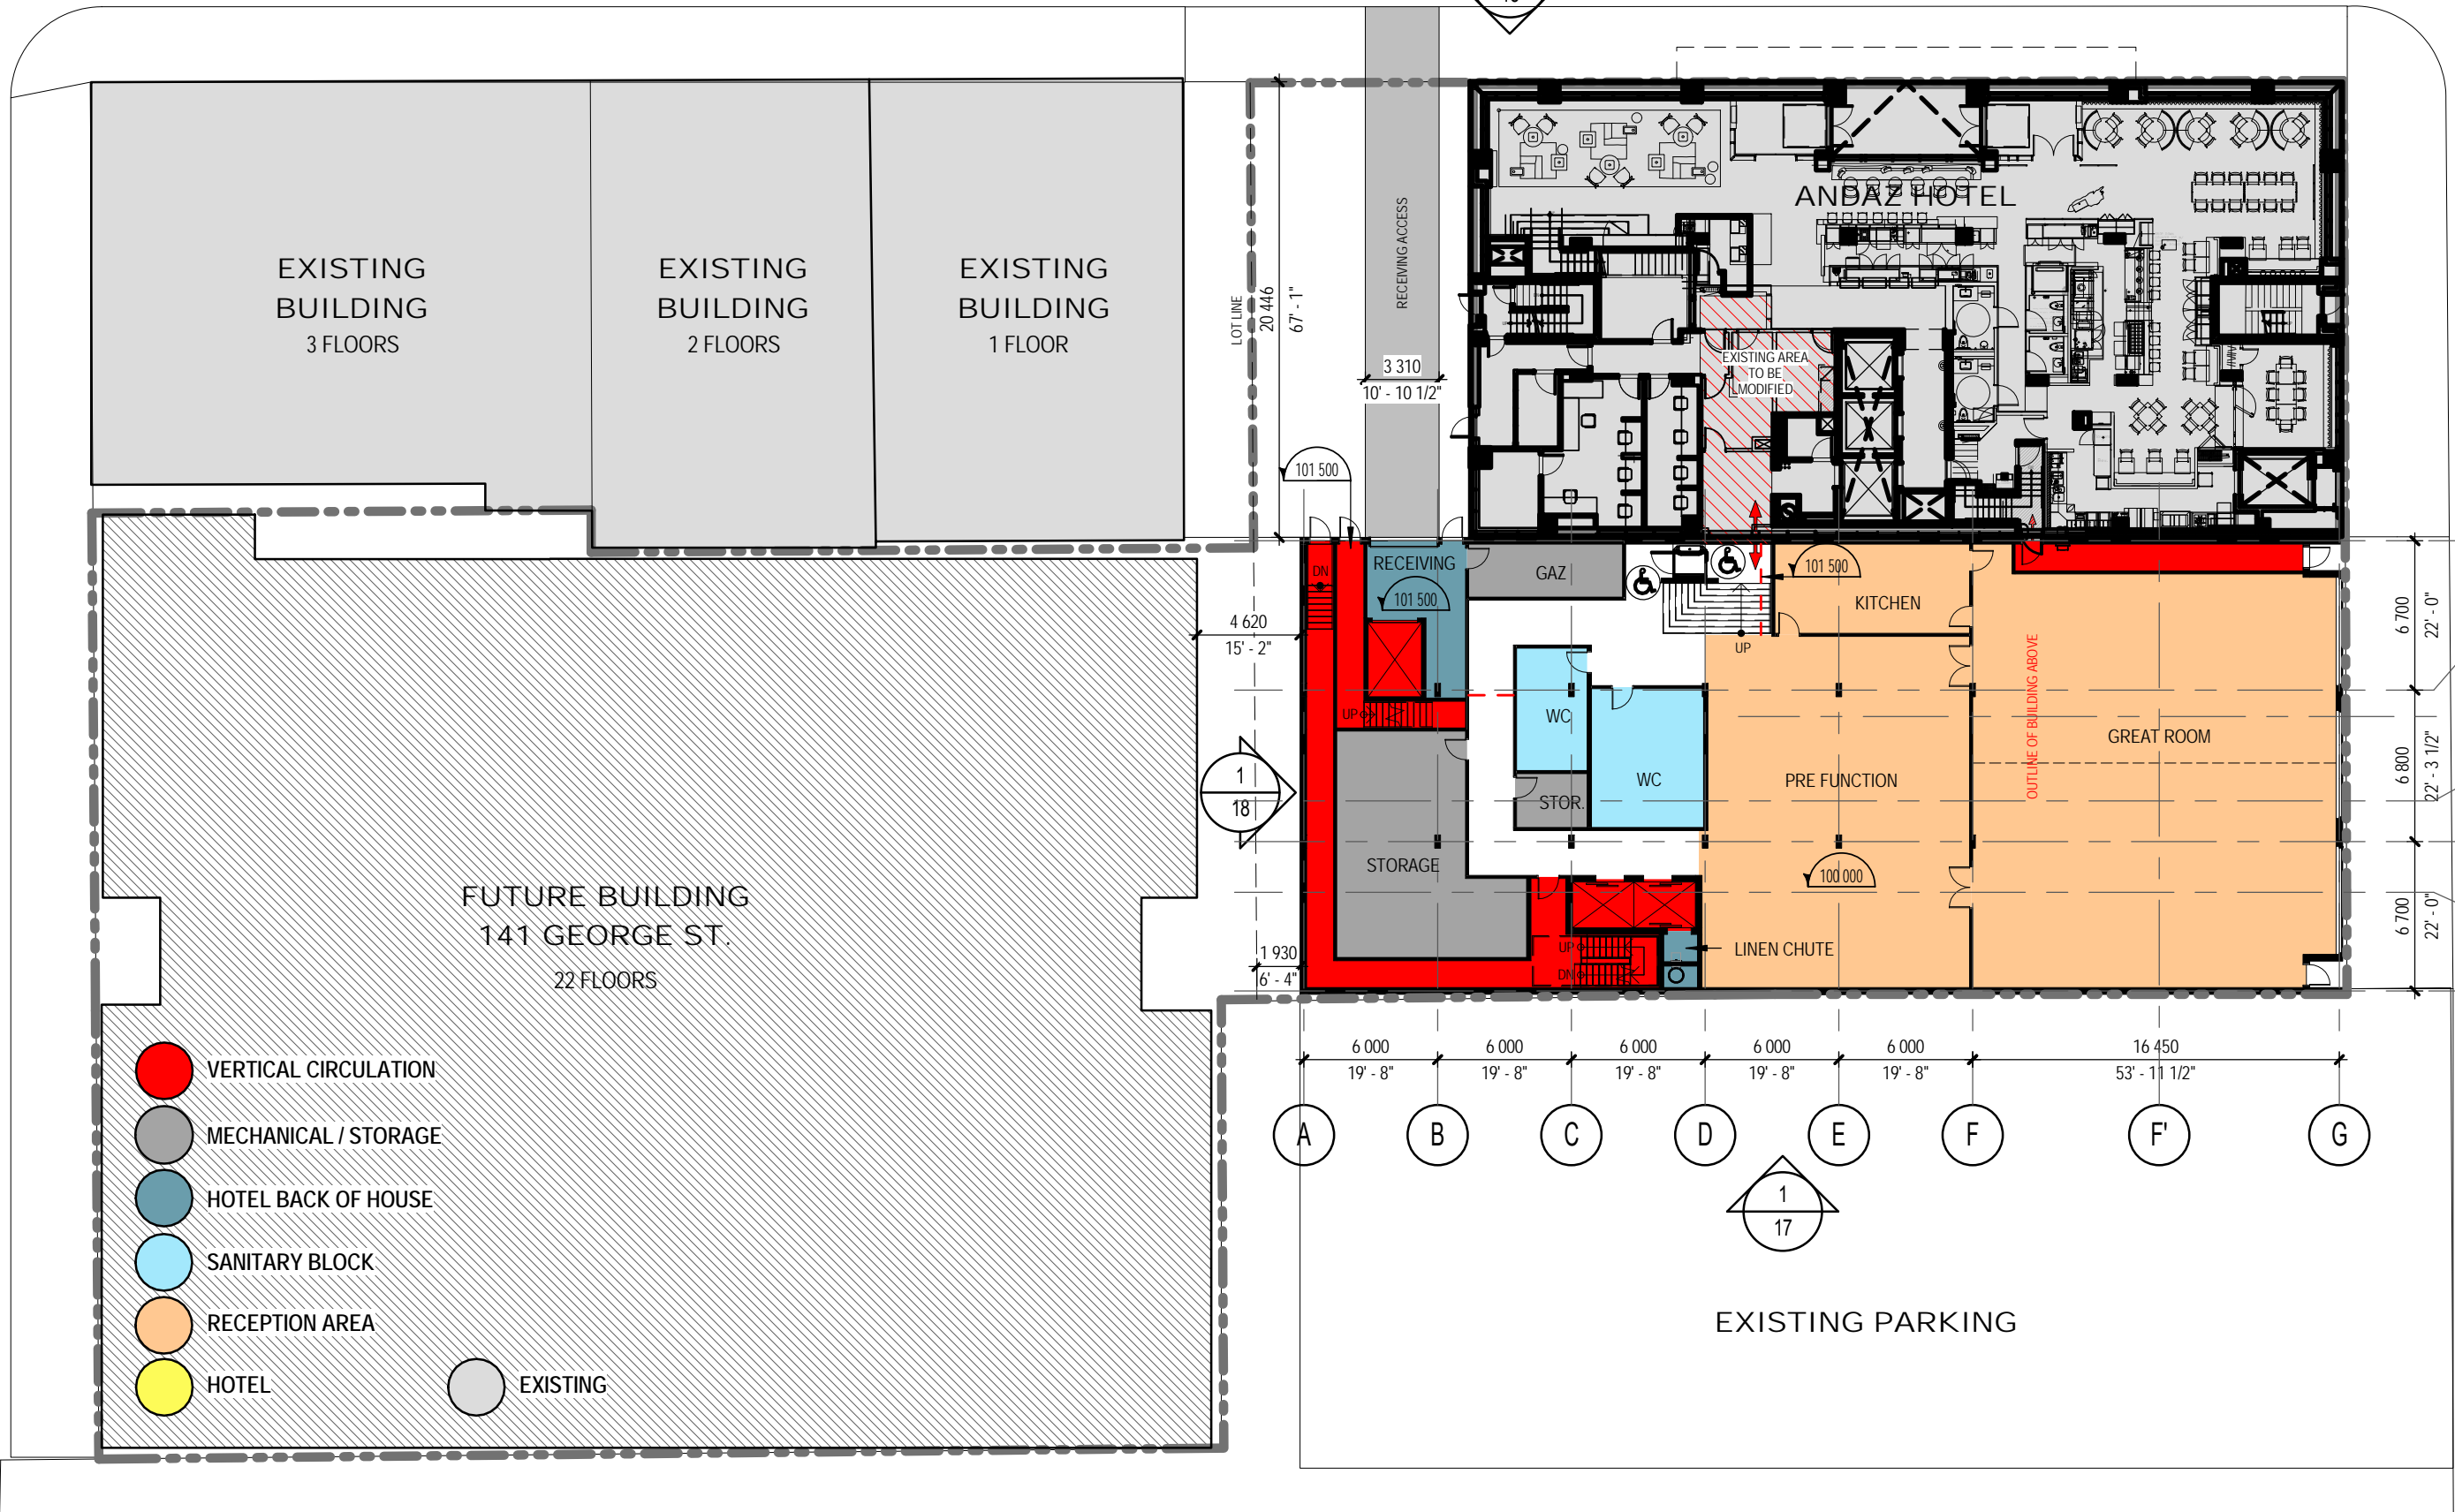 ANDAZ HOTEL
EXISTING
BUILDING
3 FLOORS
EXISTING
BUILDING
2 FLOORS
EXISTING
BUILDING
1 FLOOR
LOT LINE
20 446
67' - 1"
RECEIVING ACCESS
3 310
10' - 10 1/2"
EXISTING AREA
TO BE
MODIFIED
101 500
DN
RECEIVING
101 500
GAZ
101 500
KITCHEN
UP
4 620
15' - 2"
UP
WC
WC
STOR.
STORAGE
PRE FUNCTION
OUTLINE OF BUILDING ABOVE
GREAT ROOM
100 000
LINEN CHUTE
UP
DN
6 700
22' - 0"
6 800
22' - 3 1/2"
6 700
22' - 0"
1
18
1 930
6' - 4"
FUTURE BUILDING
141 GEORGE ST.
22 FLOORS
6 000
19' - 8"
6 000
19' - 8"
6 000
19' - 8"
6 000
19' - 8"
6 000
19' - 8"
16 450
53' - 11 1/2"
A
B
C
D
E
F
F'
G
1
17
EXISTING PARKING
VERTICAL CIRCULATION
MECHANICAL / STORAGE
HOTEL BACK OF HOUSE
SANITARY BLOCK
RECEPTION AREA
HOTEL
EXISTING